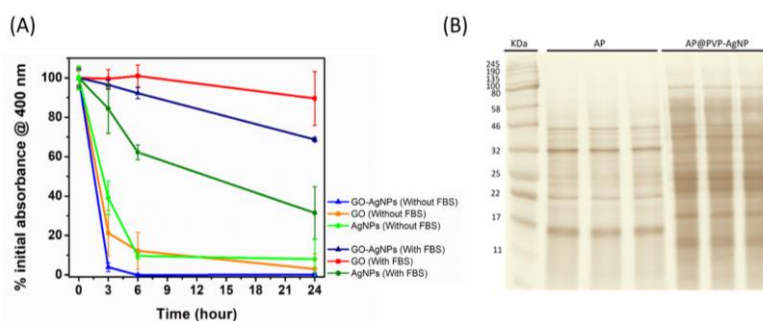 (A)
(B)
% initial absorbance @ 400 nm
100
80
60
40
20
0
0 3 6 9 12 15 18 21 24
Time (hour)
GO-AgNPs (Without FBS)
GO (Without FBS)
AgNPs (Without FBS)
GO-AgNPs (With FBS)
GO (With FBS)
AgNPs (With FBS)
KDa AP AP@PVP-AgNP
245
190
135
100
80
58
46
32
25
22
17
11